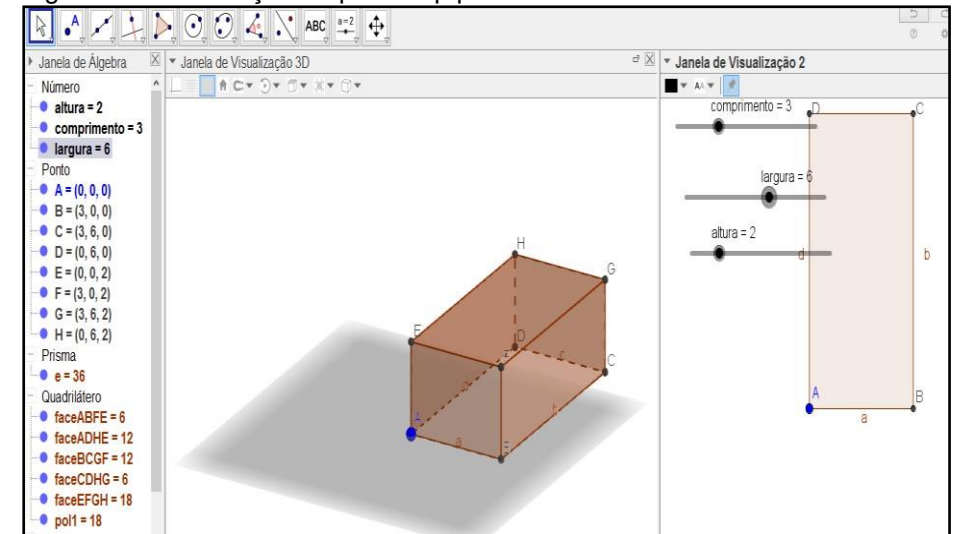 ABC
a=2
Janela de Álgebra
Número
altura = 2
comprimento = 3
largura = 6
Ponto
A = (0, 0, 0)
B = (3, 0, 0)
C = (3, 6, 0)
D = (0, 6, 0)
E = (0, 0, 2)
F = (3, 0, 2)
G = (3, 6, 2)
H = (0, 6, 2)
Prisma
e = 36
Quadrilátero
faceABFE = 6
faceADHE = 12
faceBCGF = 12
faceCDHG = 6
faceEFGH = 18
pol1 = 18
Janela de Visualização 3D
H
G
E
D
c
C
d
b
A
a
Janela de Visualização 2
AA
comprimento = 3
D
C
largura = 6
altura = 2
d
b
A
B
a